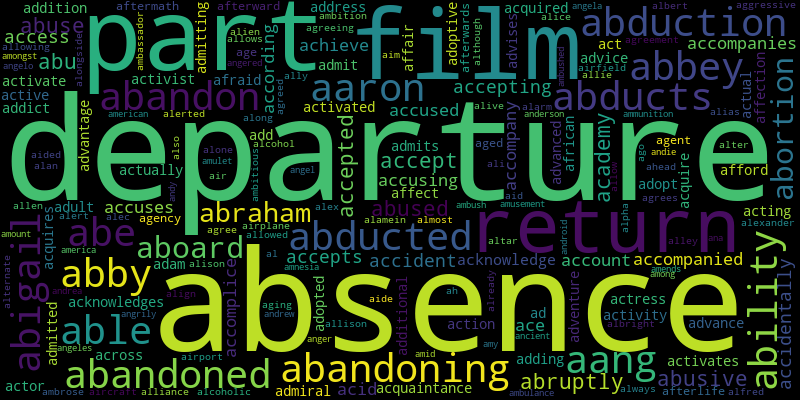 addition aftermath afterward address acquired alice angela albert aggressive
abuse alongside ambassador part film ambition agreeing abduction
access allowing admitting alien allows according achieve affair adoptive afterwards advises although act agreement accompanies
abu amongst angelo activist age angered admit aim airfield allie advice abbey
activate abandon afraid ally agreed aaron accepting abducts actual affection
active addict advantage american alerted activated along accused alive alarm anderson ammunition alias abortion
departure
aided alan also actually alone alcohol add admits aged accompany advanced african academy agent andie alter
amulet air ambitious angel accepted accept accusing affect ali aid ago ahead adopt acquire afford
allen adult accuses andy alex abused ambush amusement alpha agrees acting
amount alert alec agency abraham agree airplane alamein almost return altar alley ana alexander
abigail acquires america abe aboard allowed abducted android amends ability
alternate abby adam alison al accepts accident acknowledge account accompanied among
acknowledges accomplice amnesia absence ah already actress accidentally
admitted able andrea align aging andrew adopted aide additional action ad ace adventure activity advance
across angrily allison anger albright ancient
angeles airport amid amy adding activates
abandoned abandoning aang abruptly abusive
actor ambrose aircraft alliance alcoholic admiral acid acquaintance ambulance always afterlife alfred